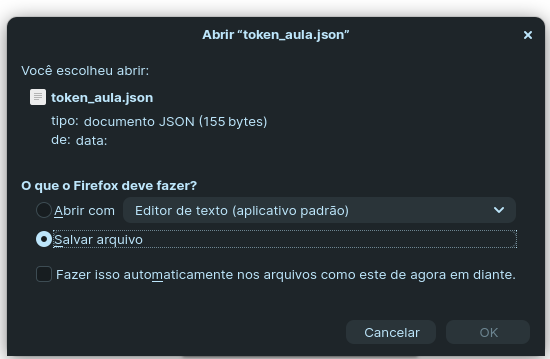 Abrir “token_aula.json”
Você escolheu abrir:
token_aula.json
tipo: documento JSON (155 bytes)
de: data:
O que o Firefox deve fazer?
Abrir com Editor de texto (aplicativo padrão)
Salvar arquivo
Fazer isso automaticamente nos arquivos como este de agora em diante.
Cancelar OK